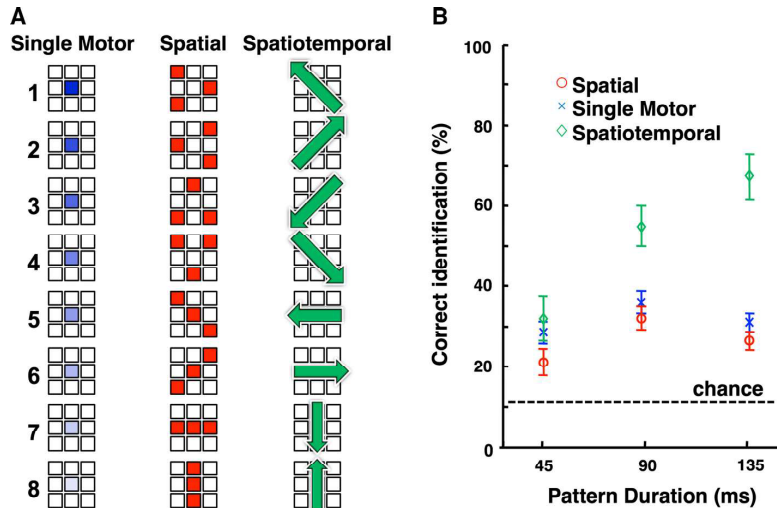 A
Single Motor Spatial Spatiotemporal
1
2
3
4
5
6
7
8
B
100
80
60
40
20
0
Correct identification (%)
Spatial
Single Motor
Spatiotemporal
chance
45 90 135
Pattern Duration (ms)